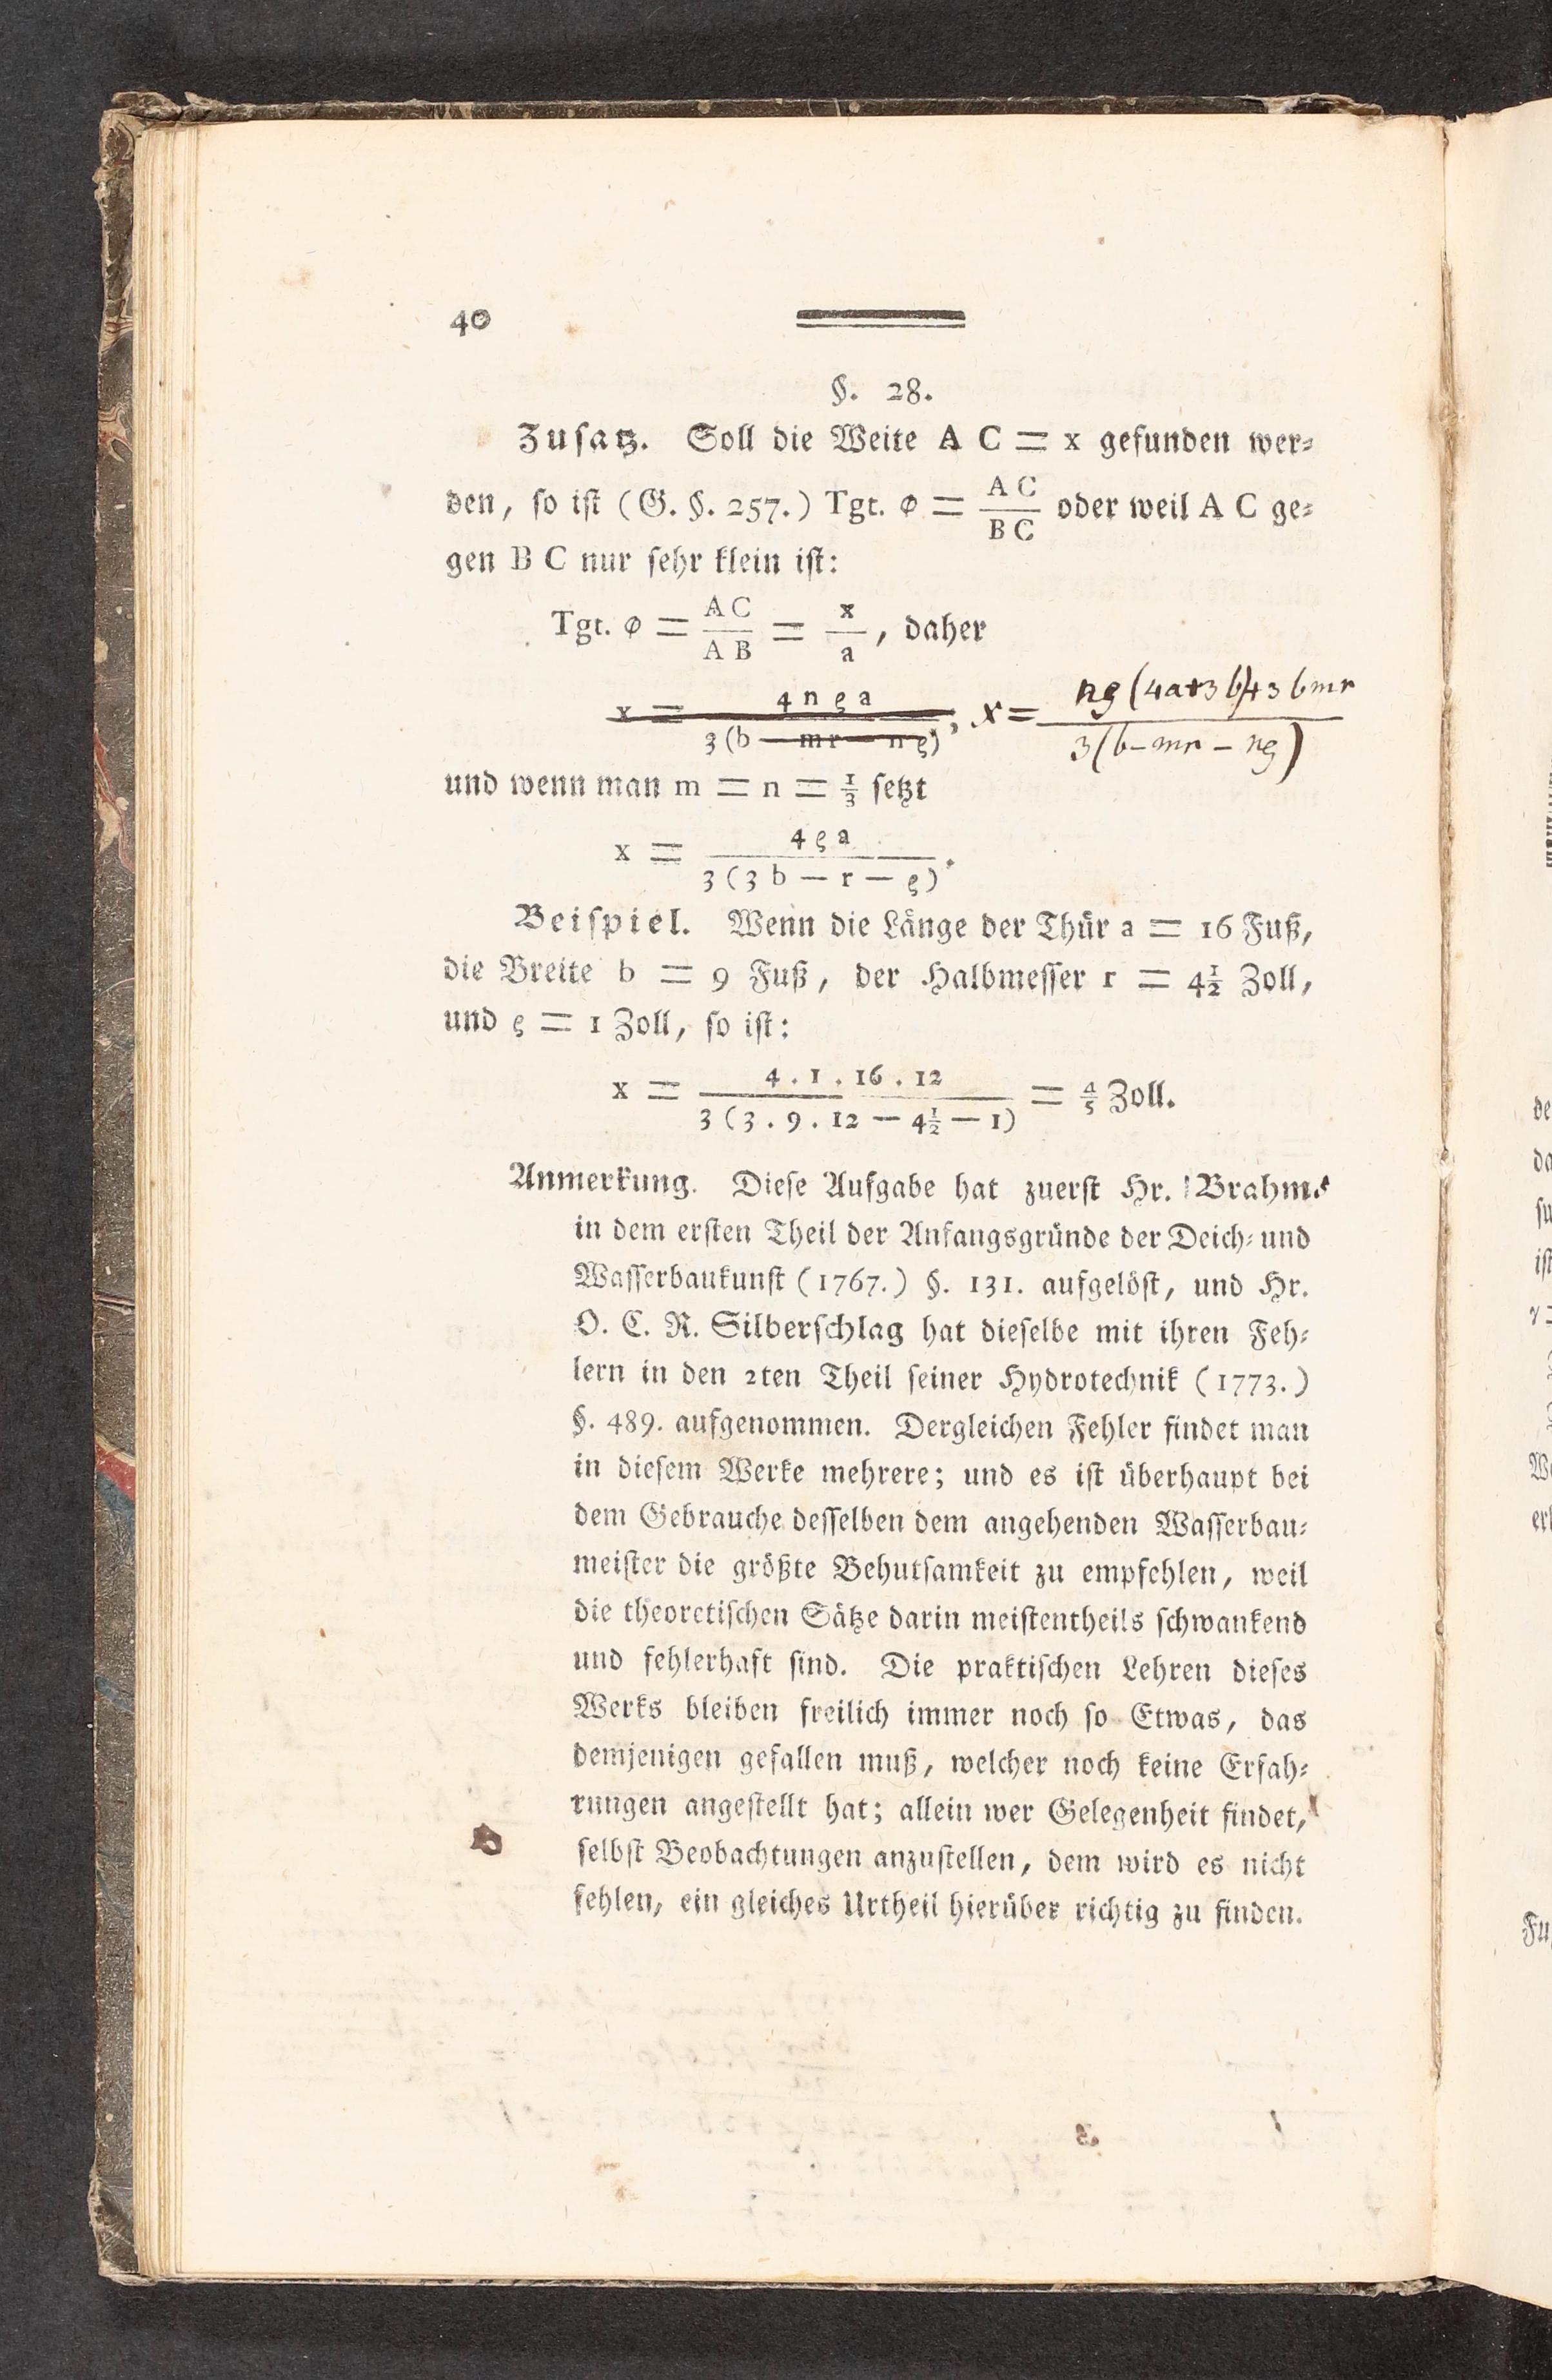 40
§. 28.
Zusatz. Soll die Weite A C = x gefunden wer⸗
den, so ist (G. §. 257.) Tgt. φ = AC/BC oder weil A C ge⸗
gen B C nur sehr klein ist:
Tgt. φ = AC/AB = x/a, daher
x = 4nρa/3(b — mr — nρ), x = nρ(4a+3b)+3bmr/3(b-mr-nρ)
und wenn man m = n = ⅓ setzt
x = 4ρa/3(3b — r — ρ).
Beispiel. Wenn die Länge der Thür a = 16 Fuß,
die Breite b = 9 Fuß, der Halbmesser r = 4½ Zoll,
und ρ = 1 Zoll, so ist:
x = 4.1.16.12/3(3.9.12 — 4½ — 1) = ⅘ Zoll.
Anmerkung. Diese Aufgabe hat zuerst Hr. Brahms
in dem ersten Theil der Anfangsgründe der Deich⸗ und
Wasserbaukunst (1767.) §. 131. aufgelöst, und Hr.
O. C. R. Silberschlag hat dieselbe mit ihren Feh⸗
lern in den 2ten Theil seiner Hydrotechnik (1773.)
§. 489. aufgenommen. Dergleichen Fehler findet man
in diesem Werke mehrere; und es ist überhaupt bei
dem Gebrauche desselben dem angehenden Wasserbau⸗
meister die größte Behutsamkeit zu empfehlen, weil
die theoretischen Sätze darin meistentheils schwankend
und fehlerhaft sind. Die praktischen Lehren dieses
Werks bleiben freilich immer noch so Etwas, das
demjenigen gefallen muß, welcher noch keine Erfah⸗
rungen angestellt hat; allein wer Gelegenheit findet,
selbst Beobachtungen anzustellen, dem wird es nicht
fehlen, ein gleiches Urtheil hierüber richtig zu finden.